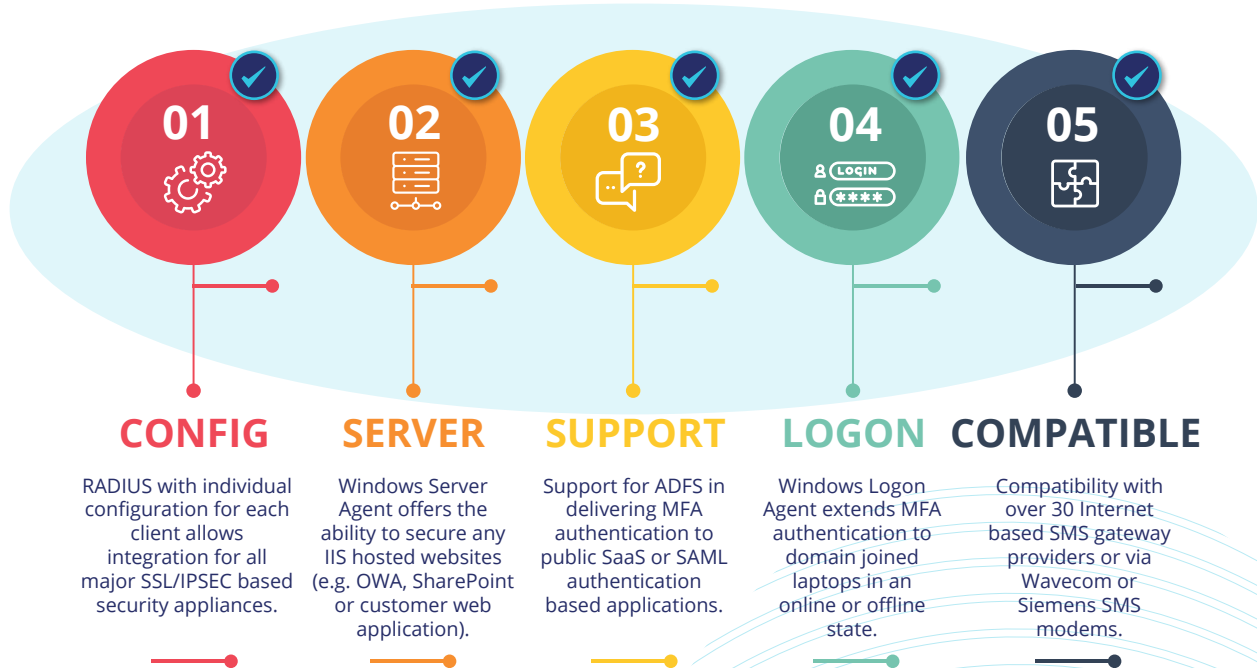 01
02
03
04
05
?
LOGIN
****
CONFIG
RADIUS with individual
configuration for each
client allows
integration for all
major SSL/IPSEC based
security appliances.
SERVER
Windows Server
Agent offers the
ability to secure any
IIS hosted websites
(e.g. OWA, SharePoint
or customer web
application).
SUPPORT
Support for ADFS in
delivering MFA
authentication to
public SaaS or SAML
authentication
based applications.
LOGON
Windows Logon
Agent extends MFA
authentication to
domain joined
laptops in an
online or offline
state.
COMPATIBLE
Compatibility with
over 30 Internet
based SMS gateway
providers or via
Wavecom or
Siemens SMS
modems.